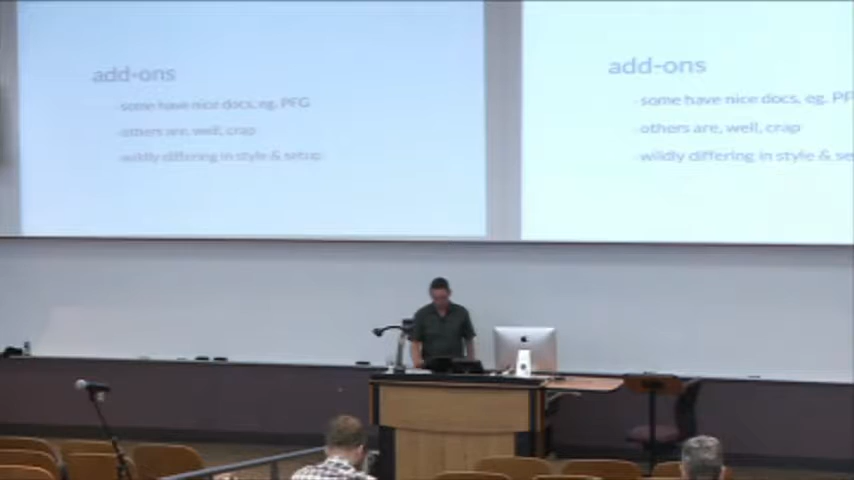 add-ons
some have nice docs, eg. PFG
others are, well, crap
wildly differing in style & setup
add-ons
some have nice docs, eg. PF
others are, well, crap
wildly differing in style & se